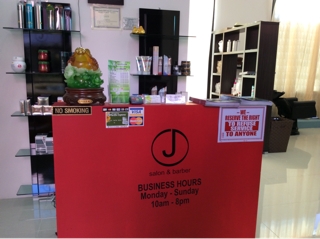 NO SMOKING
VISA
WE
RESERVE THE RIGHT
TO REFUSE
SERVICE
TO ANYONE
J
salon & barber
BUSINESS HOURS
Monday - Sunday
10am - 8pm